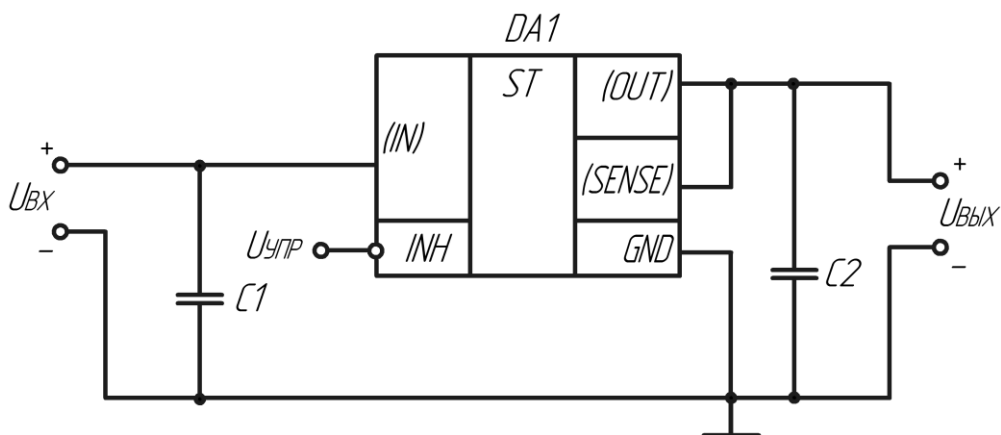 DA1
ST
(OUT)
(IN)
(SENSE)
INH
GND
+
UВХ
–
UУПР
C1
C2
+
UВЫХ
–